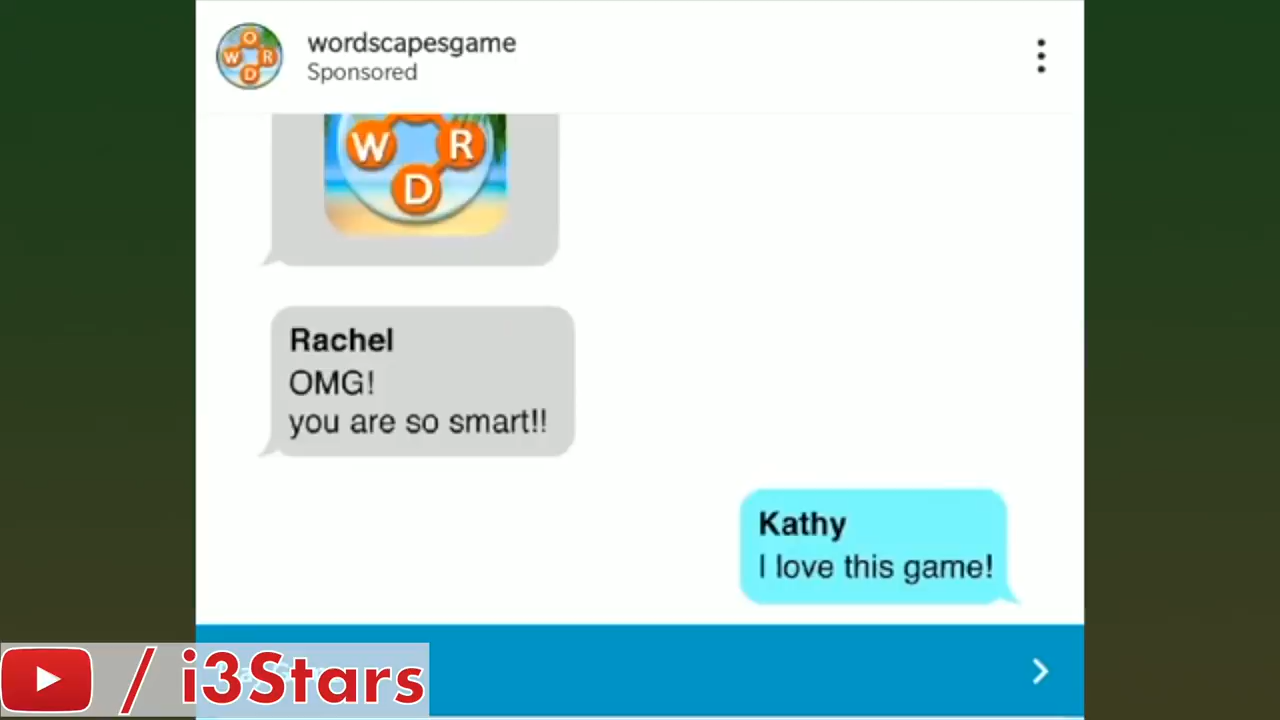 wordscapesgame
Sponsored
W R
D
O
W R
D
Rachel
OMG!
you are so smart!!
Kathy
I love this game!
/ i3Stars